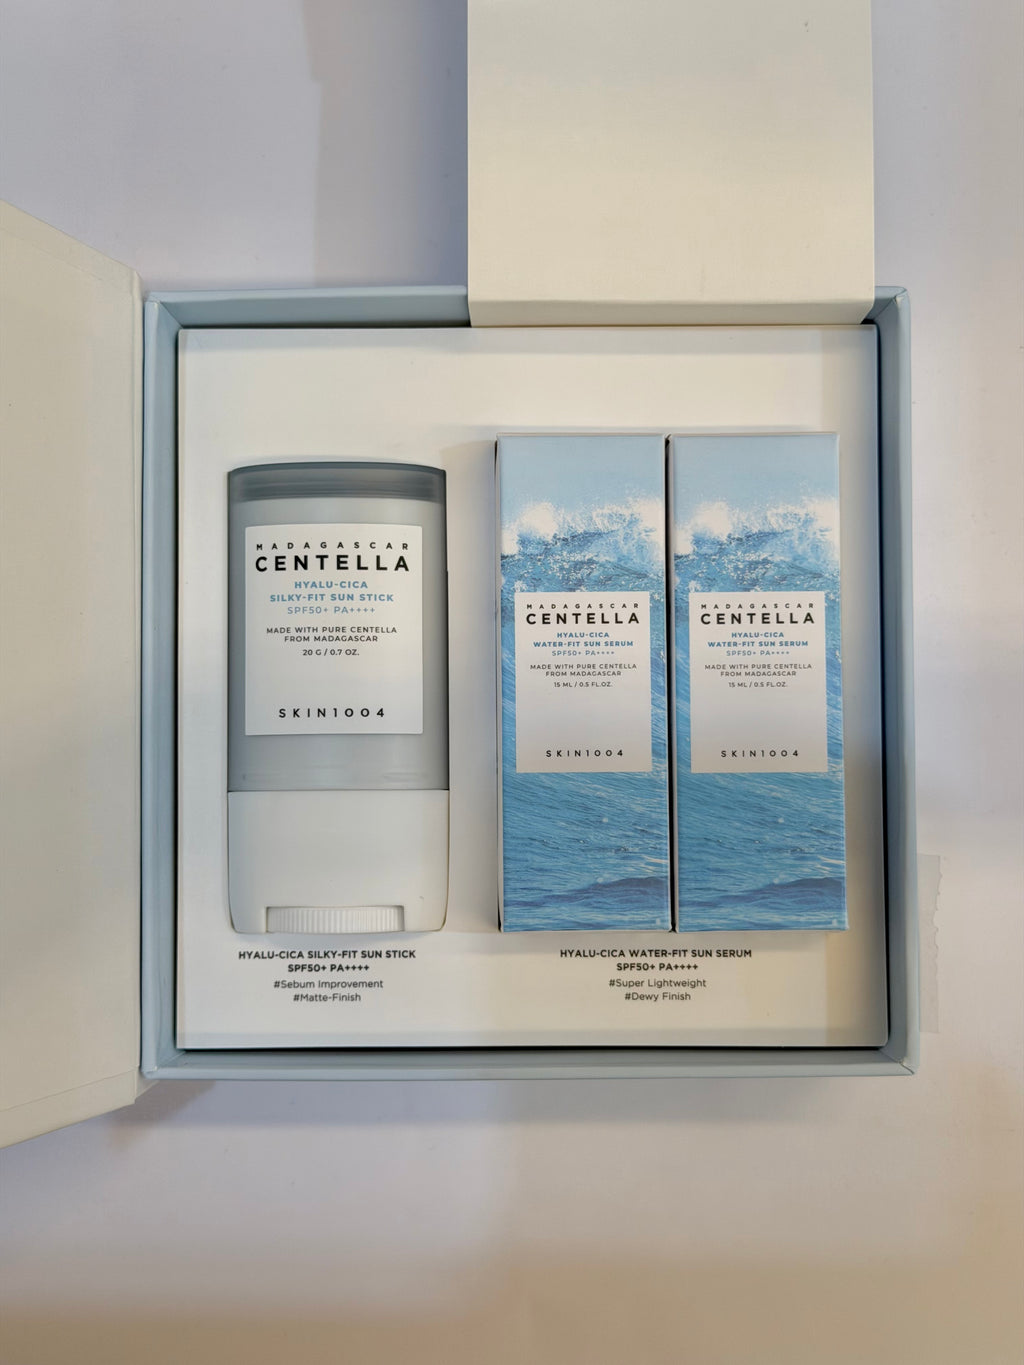 MADAGASCAR
CENTELLA
HYALU-CICA
SILKY-FIT SUN STICK
SPF50+ PA++++
MADE WITH PURE CENTELLA
FROM MADAGASCAR
20 G / 0.7 OZ.
SKIN1004
MADAGASCAR
CENTELLA
HYALU-CICA
WATER-FIT SUN SERUM
SPF50+ PA++++
MADE WITH PURE CENTELLA
FROM MADAGASCAR
15 ML / 0.5 FL.OZ.
SKIN1004
MADAGASCAR
CENTELLA
HYALU-CICA
WATER-FIT SUN SERUM
SPF50+ PA++++
MADE WITH PURE CENTELLA
FROM MADAGASCAR
15 ML / 0.5 FL.OZ.
SKIN1004
HYALU-CICA SILKY-FIT SUN STICK
SPF50+ PA++++
#Sebum Improvement
#Matte-Finish
HYALU-CICA WATER-FIT SUN SERUM
SPF50+ PA++++
#Super Lightweight
#Dewy Finish